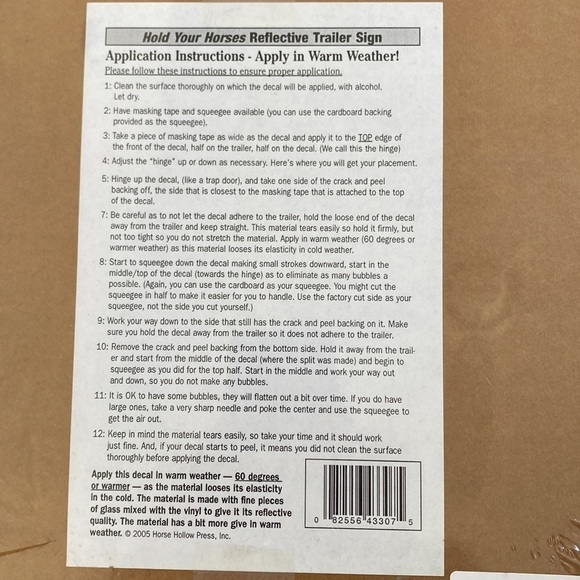 Hold Your Horses Reflective Trailer Sign
Application Instructions - Apply in Warm Weather!
Please follow these instructions to ensure proper application.
1: Clean the surface thoroughly on which the decal will be applied, with alcohol.
Let dry.
2: Have masking tape and squeegee available (you can use the cardboard backing
provided as the squeegee).
3: Take a piece of masking tape as wide as the decal and apply it to the TOP edge of
the front of the decal, half on the trailer, half on the decal. (We call this the hinge)
4: Adjust the "hinge" up or down as necessary. Here's where you will get your placement.
5: Hinge up the decal, (like a trap door), and take one side of the crack and peel
backing off, the side that is closest to the masking tape that is attached to the top
of the decal.
7: Be careful as to not let the decal adhere to the trailer, hold the loose end of the decal
away from the trailer and keep straight. This material tears easily so hold it firmly, but
not too tight so you do not stretch the material. Apply in warm weather (60 degrees or
warmer weather) as this material looses its elasticity in cold weather.
8: Start to squeegee down the decal making small strokes downward, start in the
middle/top of the decal (towards the hinge) as to eliminate as many bubbles a
possible. (Again, you can use the cardboard as your squeegee. You might cut the
squeegee in half to make it easier for you to handle. Use the factory cut side as your
squeegee, not the side you cut yourself.)
9: Work your way down to the side that still has the crack and peel backing on it. Make
sure you hold the decal away from the trailer so it does not adhere to the trailer.
10: Remove the crack and peel backing from the bottom side. Hold it away from the trail-
er and start from the middle of the decal (where the split was made) and begin to
squeegee as you did for the top half. Start in the middle and work your way out
and down, so you do not make any bubbles.
11: It is OK to have some bubbles, they will flatten out a bit over time. If you do have
large ones, take a very sharp needle and poke the center and use the squeegee to
get the air out.
12: Keep in mind the material tears easily, so take your time and it should work
just fine. And, if your decal starts to peel, it means you did not clean the surface
thoroughly before applying the decal.
Apply this decal in warm weather — 60 degrees
or warmer — as the material looses its elasticity
in the cold. The material is made with fine pieces
of glass mixed with the vinyl to give it its reflective
quality. The material has a bit more give in warm
weather. © 2005 Horse Hollow Press, Inc.
0 82556 43307 5